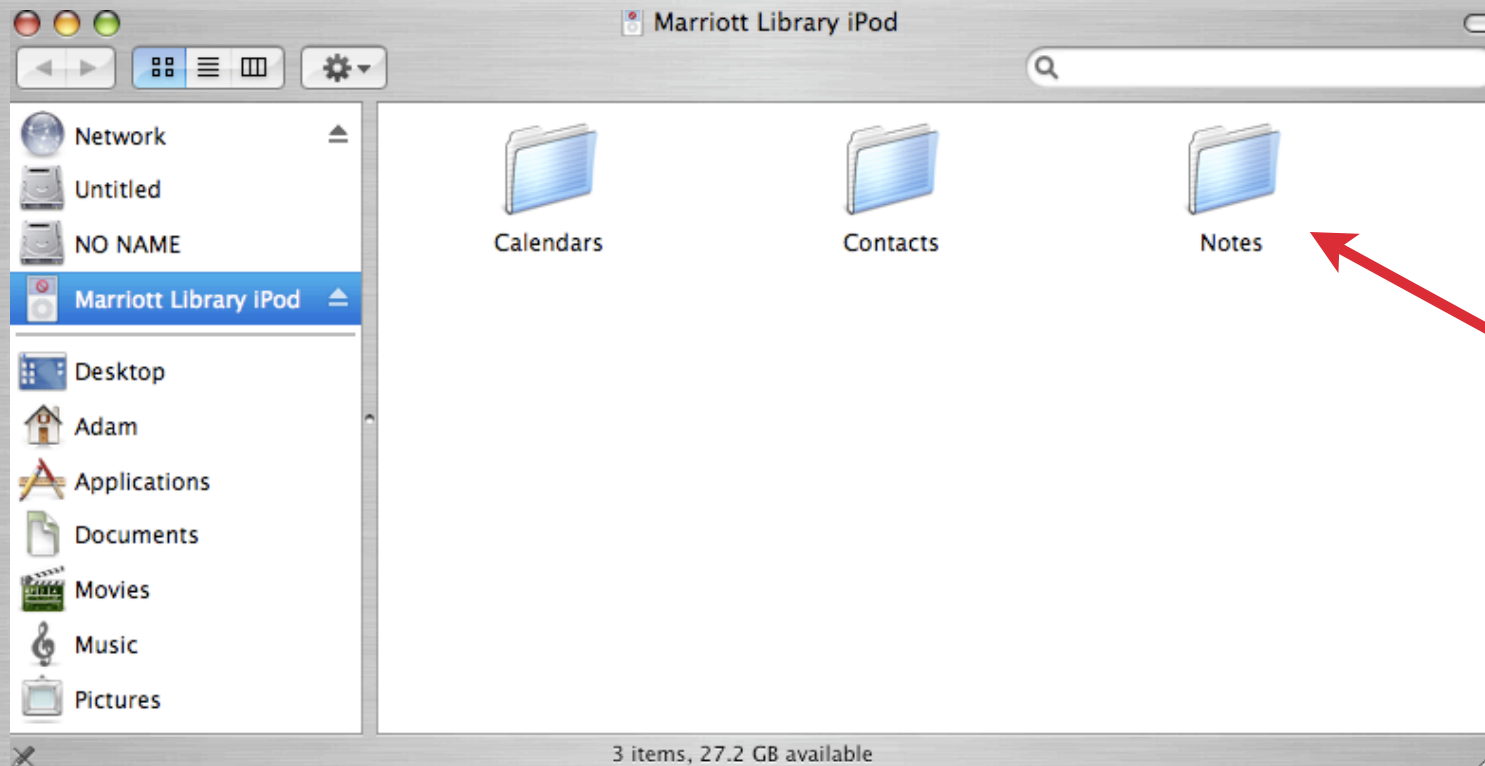 Marriott Library iPod
Network
Untitled
NO NAME
Marriott Library iPod
Desktop
Adam
Applications
Documents
Movies
Music
Pictures
Calendars
Contacts
Notes
3 items, 27.2 GB available